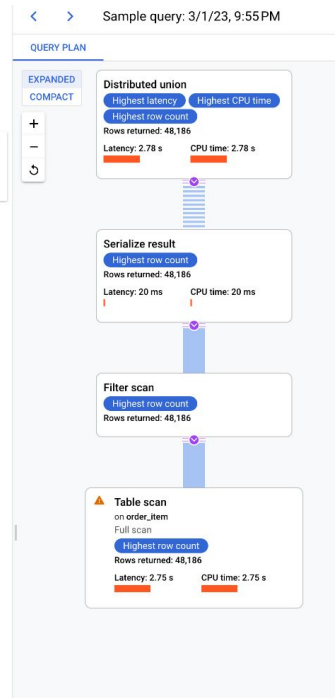 Sample query: 3/1/23, 9:55 PM
QUERY PLAN
EXPANDED
COMPACT
Distributed union
Highest latency Highest CPU time
Highest row count
Rows returned: 48,186
Latency: 2.78 s CPU time: 2.78 s
Serialize result
Highest row count
Rows returned: 48,186
Latency: 20 ms CPU time: 20 ms
Filter scan
Highest row count
Rows returned: 48,186
Table scan
on order_item
Full scan
Highest row count
Rows returned: 48,186
Latency: 2.75 s CPU time: 2.75 s